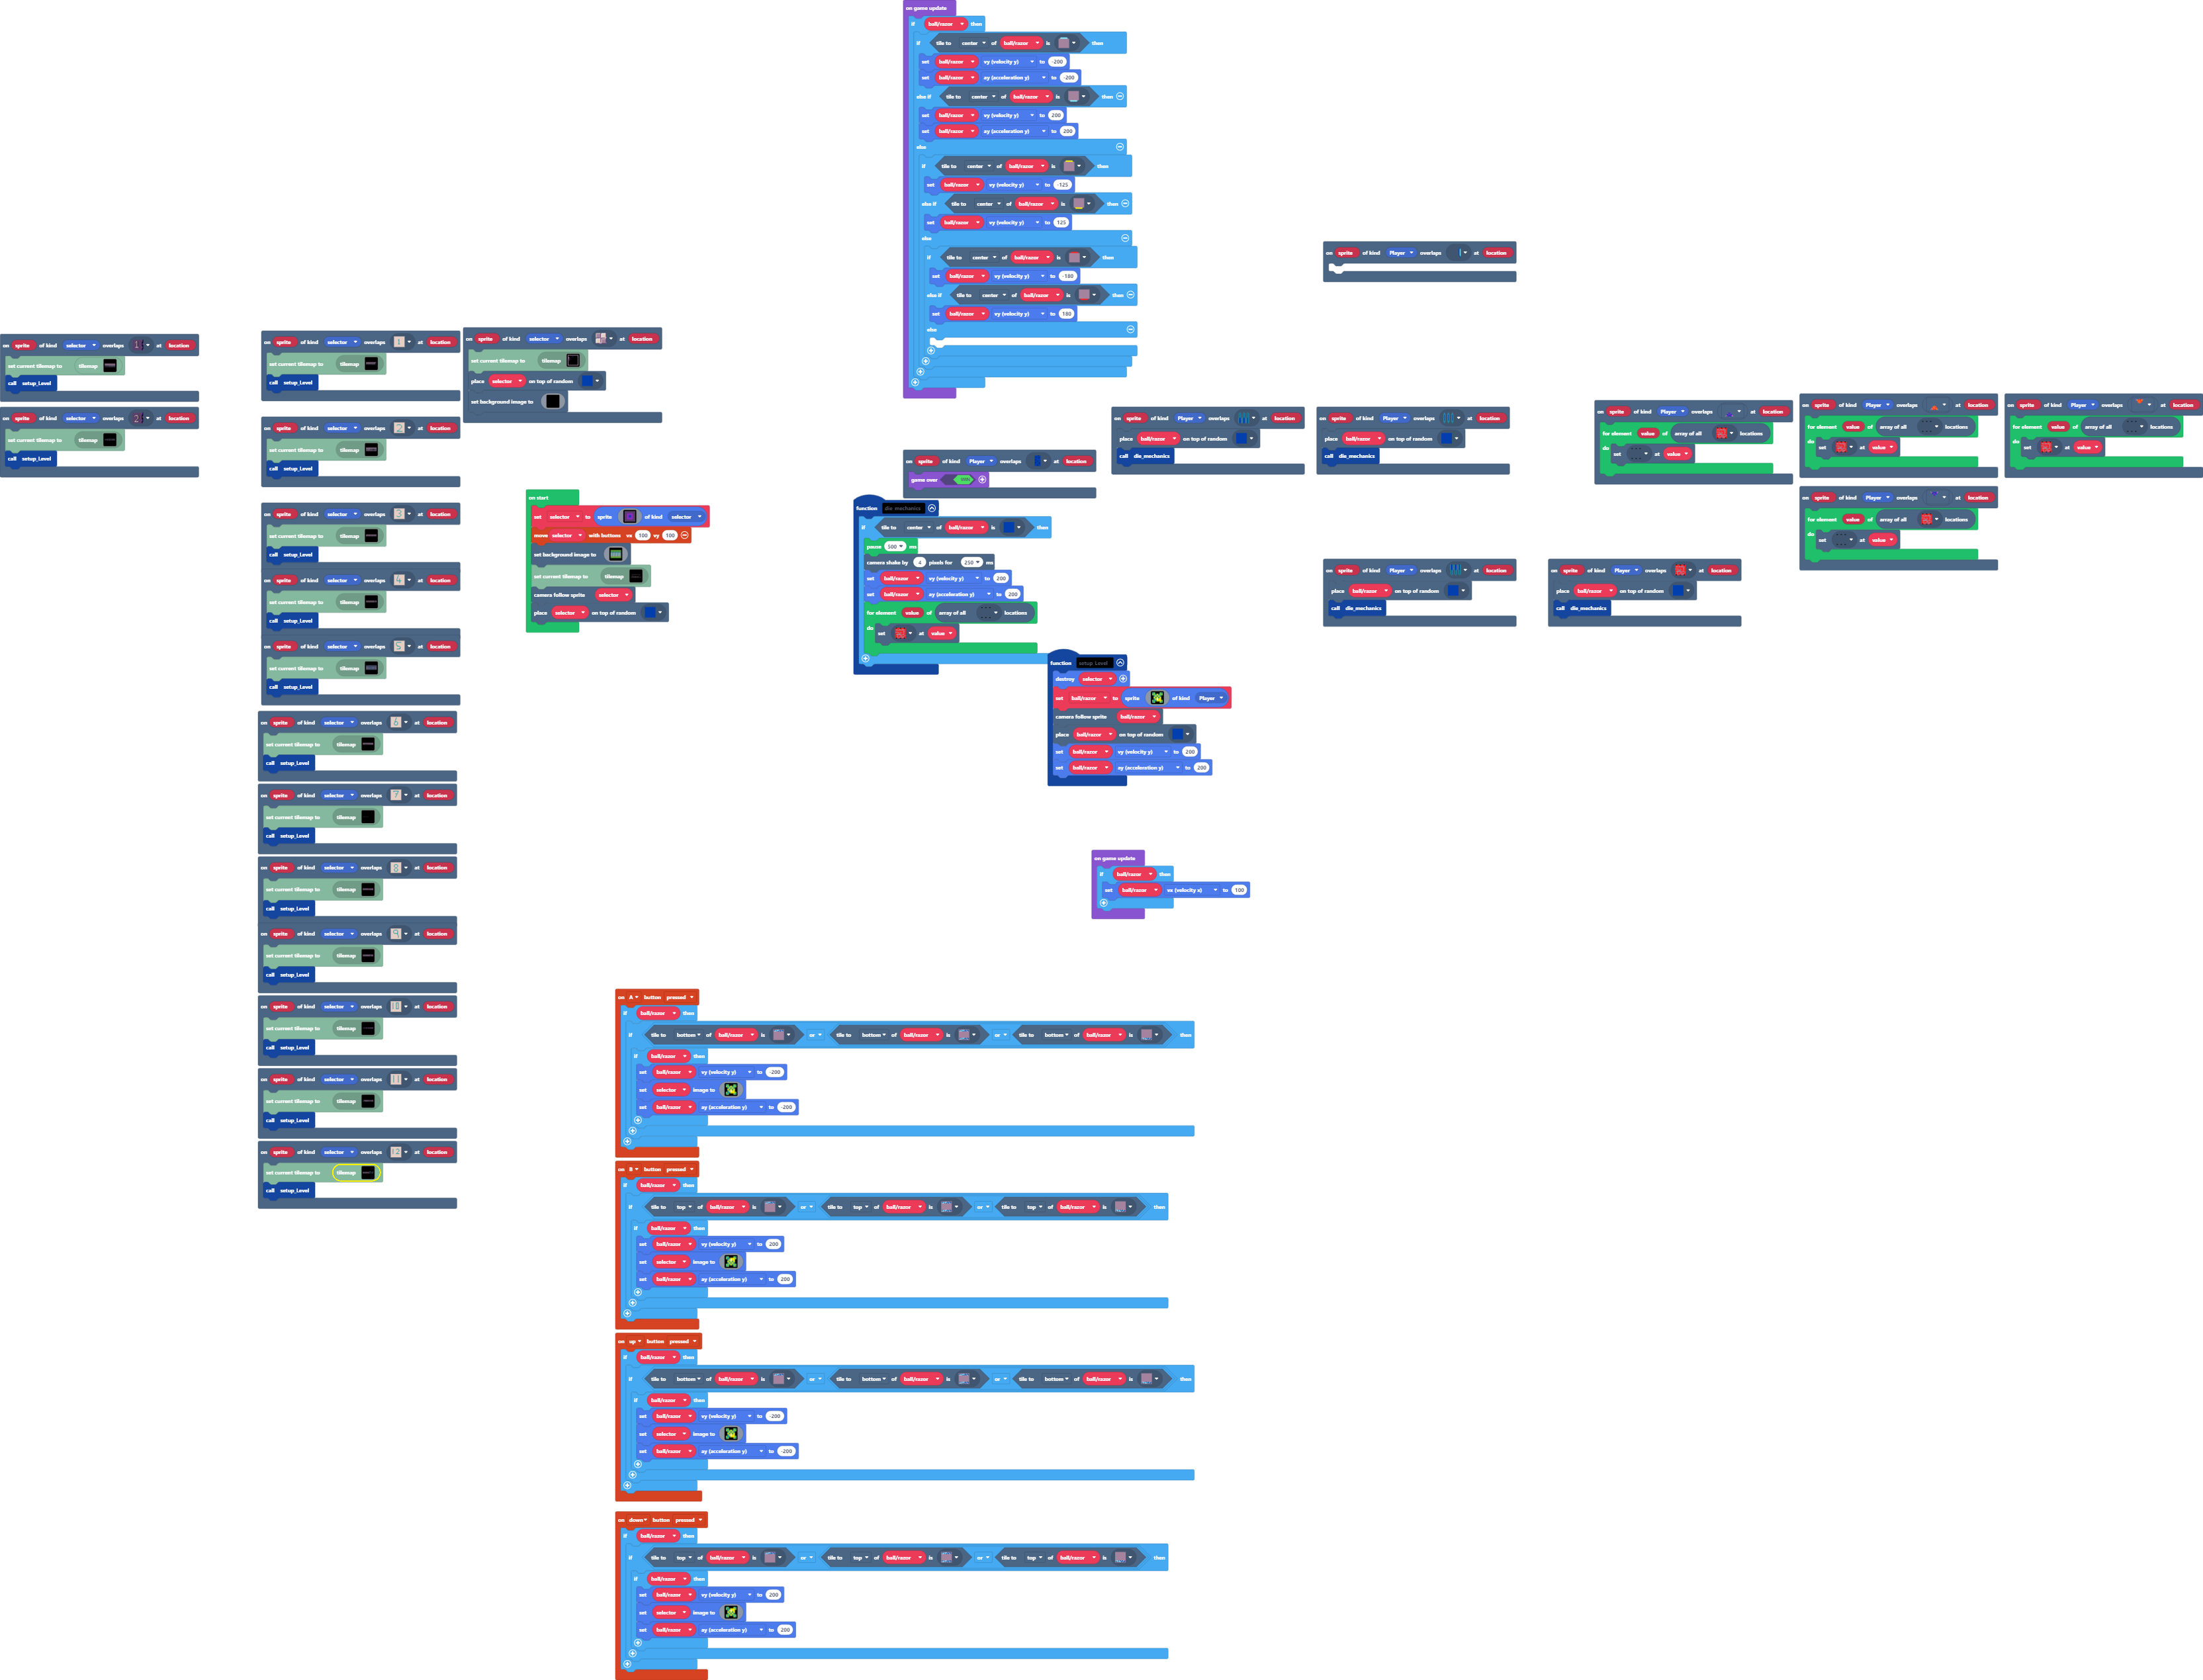 on game update
if ball/razor then
if tile to center of ball/razor is then
set ball/razor vy (velocity y) to -200
set ball/razor ay (acceleration y) to -200
else if tile to center of ball/razor is then
set ball/razor vy (velocity y) to 200
set ball/razor ay (acceleration y) to 200
else
if tile to center of ball/razor is then
set ball/razor vy (velocity y) to -125
else if tile to center of ball/razor is then
set ball/razor vy (velocity y) to 125
else
if tile to center of ball/razor is then
set ball/razor vy (velocity y) to -180
else if tile to center of ball/razor is then
set ball/razor vy (velocity y) to 180
else
on sprite of kind Player overlaps at location
on sprite of kind selector overlaps 1 at location
set current tilemap to tilemap
call setup_Level
on sprite of kind selector overlaps 2 at location
set current tilemap to tilemap
call setup_Level
on sprite of kind selector overlaps 1 at location
set current tilemap to tilemap
call setup_Level
on sprite of kind selector overlaps 2 at location
set current tilemap to tilemap
call setup_Level
on sprite of kind selector overlaps 3 at location
set current tilemap to tilemap
call setup_Level
on sprite of kind selector overlaps 4 at location
set current tilemap to tilemap
call setup_Level
on sprite of kind selector overlaps 5 at location
set current tilemap to tilemap
call setup_Level
on sprite of kind selector overlaps 6 at location
set current tilemap to tilemap
call setup_Level
on sprite of kind selector overlaps 7 at location
set current tilemap to tilemap
call setup_Level
on sprite of kind selector overlaps 8 at location
set current tilemap to tilemap
call setup_Level
on sprite of kind selector overlaps 9 at location
set current tilemap to tilemap
call setup_Level
on sprite of kind selector overlaps 10 at location
set current tilemap to tilemap
call setup_Level
on sprite of kind selector overlaps 11 at location
set current tilemap to tilemap
call setup_Level
on sprite of kind selector overlaps 12 at location
set current tilemap to tilemap
call setup_Level
on sprite of kind selector overlaps at location
set current tilemap to tilemap
place selector on top of random
set background image to
on start
set selector to sprite of kind selector
move selector with buttons vx 100 vy 100
set background image to
set current tilemap to tilemap
camera follow sprite selector
place selector on top of random
on sprite of kind Player overlaps at location
game over
on sprite of kind Player overlaps at location
place ball/razor on top of random
call die_mechanics
on sprite of kind Player overlaps at location
place ball/razor on top of random
call die_mechanics
on sprite of kind Player overlaps at location
for element value of array of all locations
do
set at value
on sprite of kind Player overlaps at location
for element value of array of all locations
do
set at value
on sprite of kind Player overlaps at location
for element value of array of all locations
do
set at value
on sprite of kind Player overlaps at location
for element value of array of all locations
do
set at value
on sprite of kind Player overlaps at location
place ball/razor on top of random
call die_mechanics
on sprite of kind Player overlaps at location
place ball/razor on top of random
call die_mechanics
function die_mechanics
if tile to center of ball/razor is then
pause 500 ms
camera shake by 4 pixels for 250 ms
set ball/razor vy (velocity y) to 200
set ball/razor ay (acceleration y) to 200
for element value of array of all locations
do
set at value
function setup_Level
destroy selector
set ball/razor to sprite of kind Player
camera follow sprite ball/razor
place ball/razor on top of random
set ball/razor vy (velocity y) to 200
set ball/razor ay (acceleration y) to 200
on game update
if ball/razor then
set ball/razor vx (velocity x) to 100
on A button pressed
if ball/razor then
if tile to bottom of ball/razor is or tile to bottom of ball/razor is or tile to bottom of ball/razor is then
if ball/razor then
set ball/razor vy (velocity y) to -200
set selector image to
set ball/razor ay (acceleration y) to -200
on B button pressed
if ball/razor then
if tile to top of ball/razor is or tile to top of ball/razor is or tile to top of ball/razor is then
if ball/razor then
set ball/razor vy (velocity y) to 200
set selector image to
set ball/razor ay (acceleration y) to 200
on up button pressed
if ball/razor then
if tile to bottom of ball/razor is or tile to bottom of ball/razor is or tile to bottom of ball/razor is then
if ball/razor then
set ball/razor vy (velocity y) to -200
set selector image to
set ball/razor ay (acceleration y) to -200
on down button pressed
if ball/razor then
if tile to top of ball/razor is or tile to top of ball/razor is or tile to top of ball/razor is then
if ball/razor then
set ball/razor vy (velocity y) to 200
set selector image to
set ball/razor ay (acceleration y) to 200